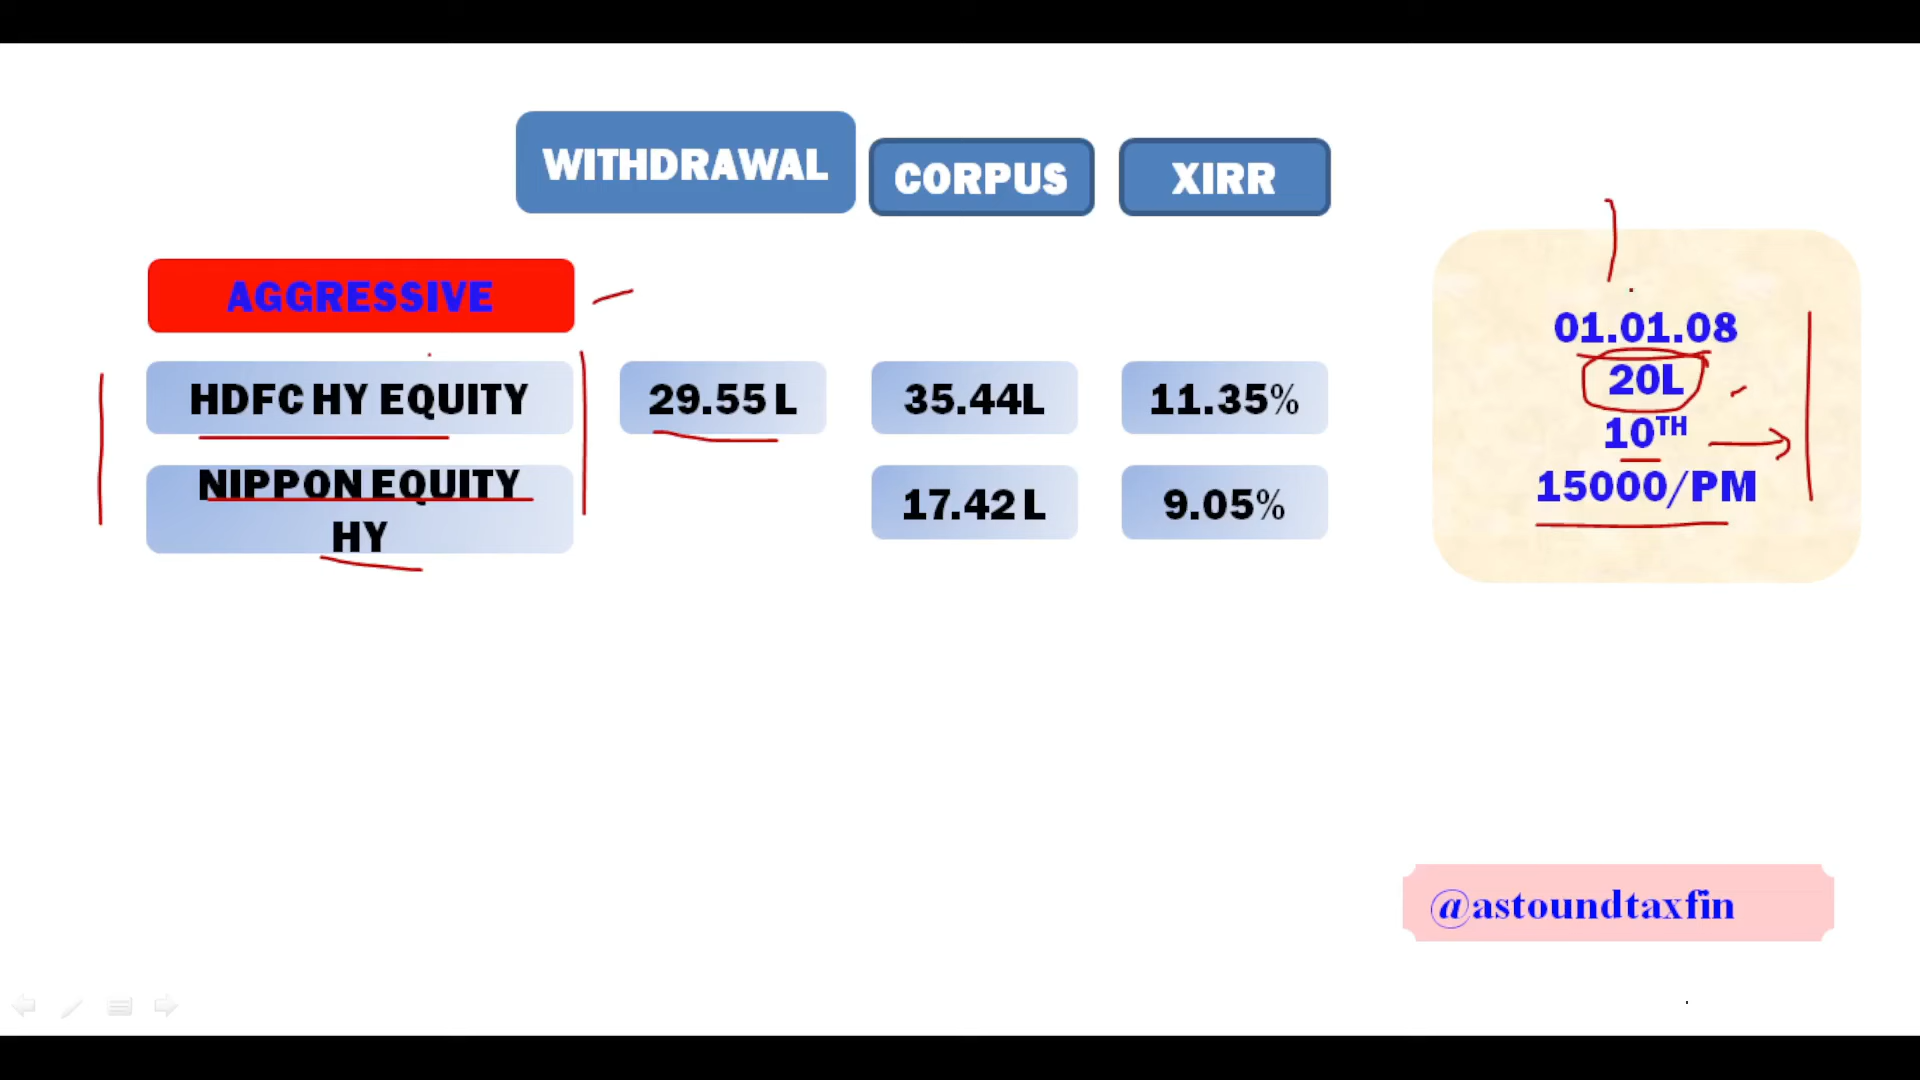 WITHDRAWAL
CORPUS
XIRR
AGGRESSIVE
HDFC HY EQUITY
29.55 L
35.44L
11.35%
NIPPON EQUITY
HY
17.42 L
9.05%
01.01.08
20L
10TH
15000/PM
@astoundtaxfin